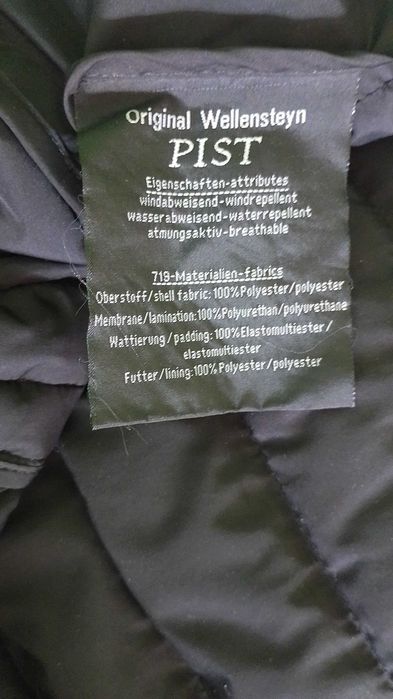 Original Wellensteyn
PIST
Eigenschaften-attributes
windabweisend-windrepellent
wasserabweisend-waterrepellent
atmungsaktiv-breathable
719-Materialien-fabrics
Oberstoff/shell fabric:100%Polyester/polyester
Membrane/lamination:100%Polyurethan/polyurethane
Wattierung/padding:100%Elastomultiester/
elastomultiester
Futter/lining:100%Polyester/polyester